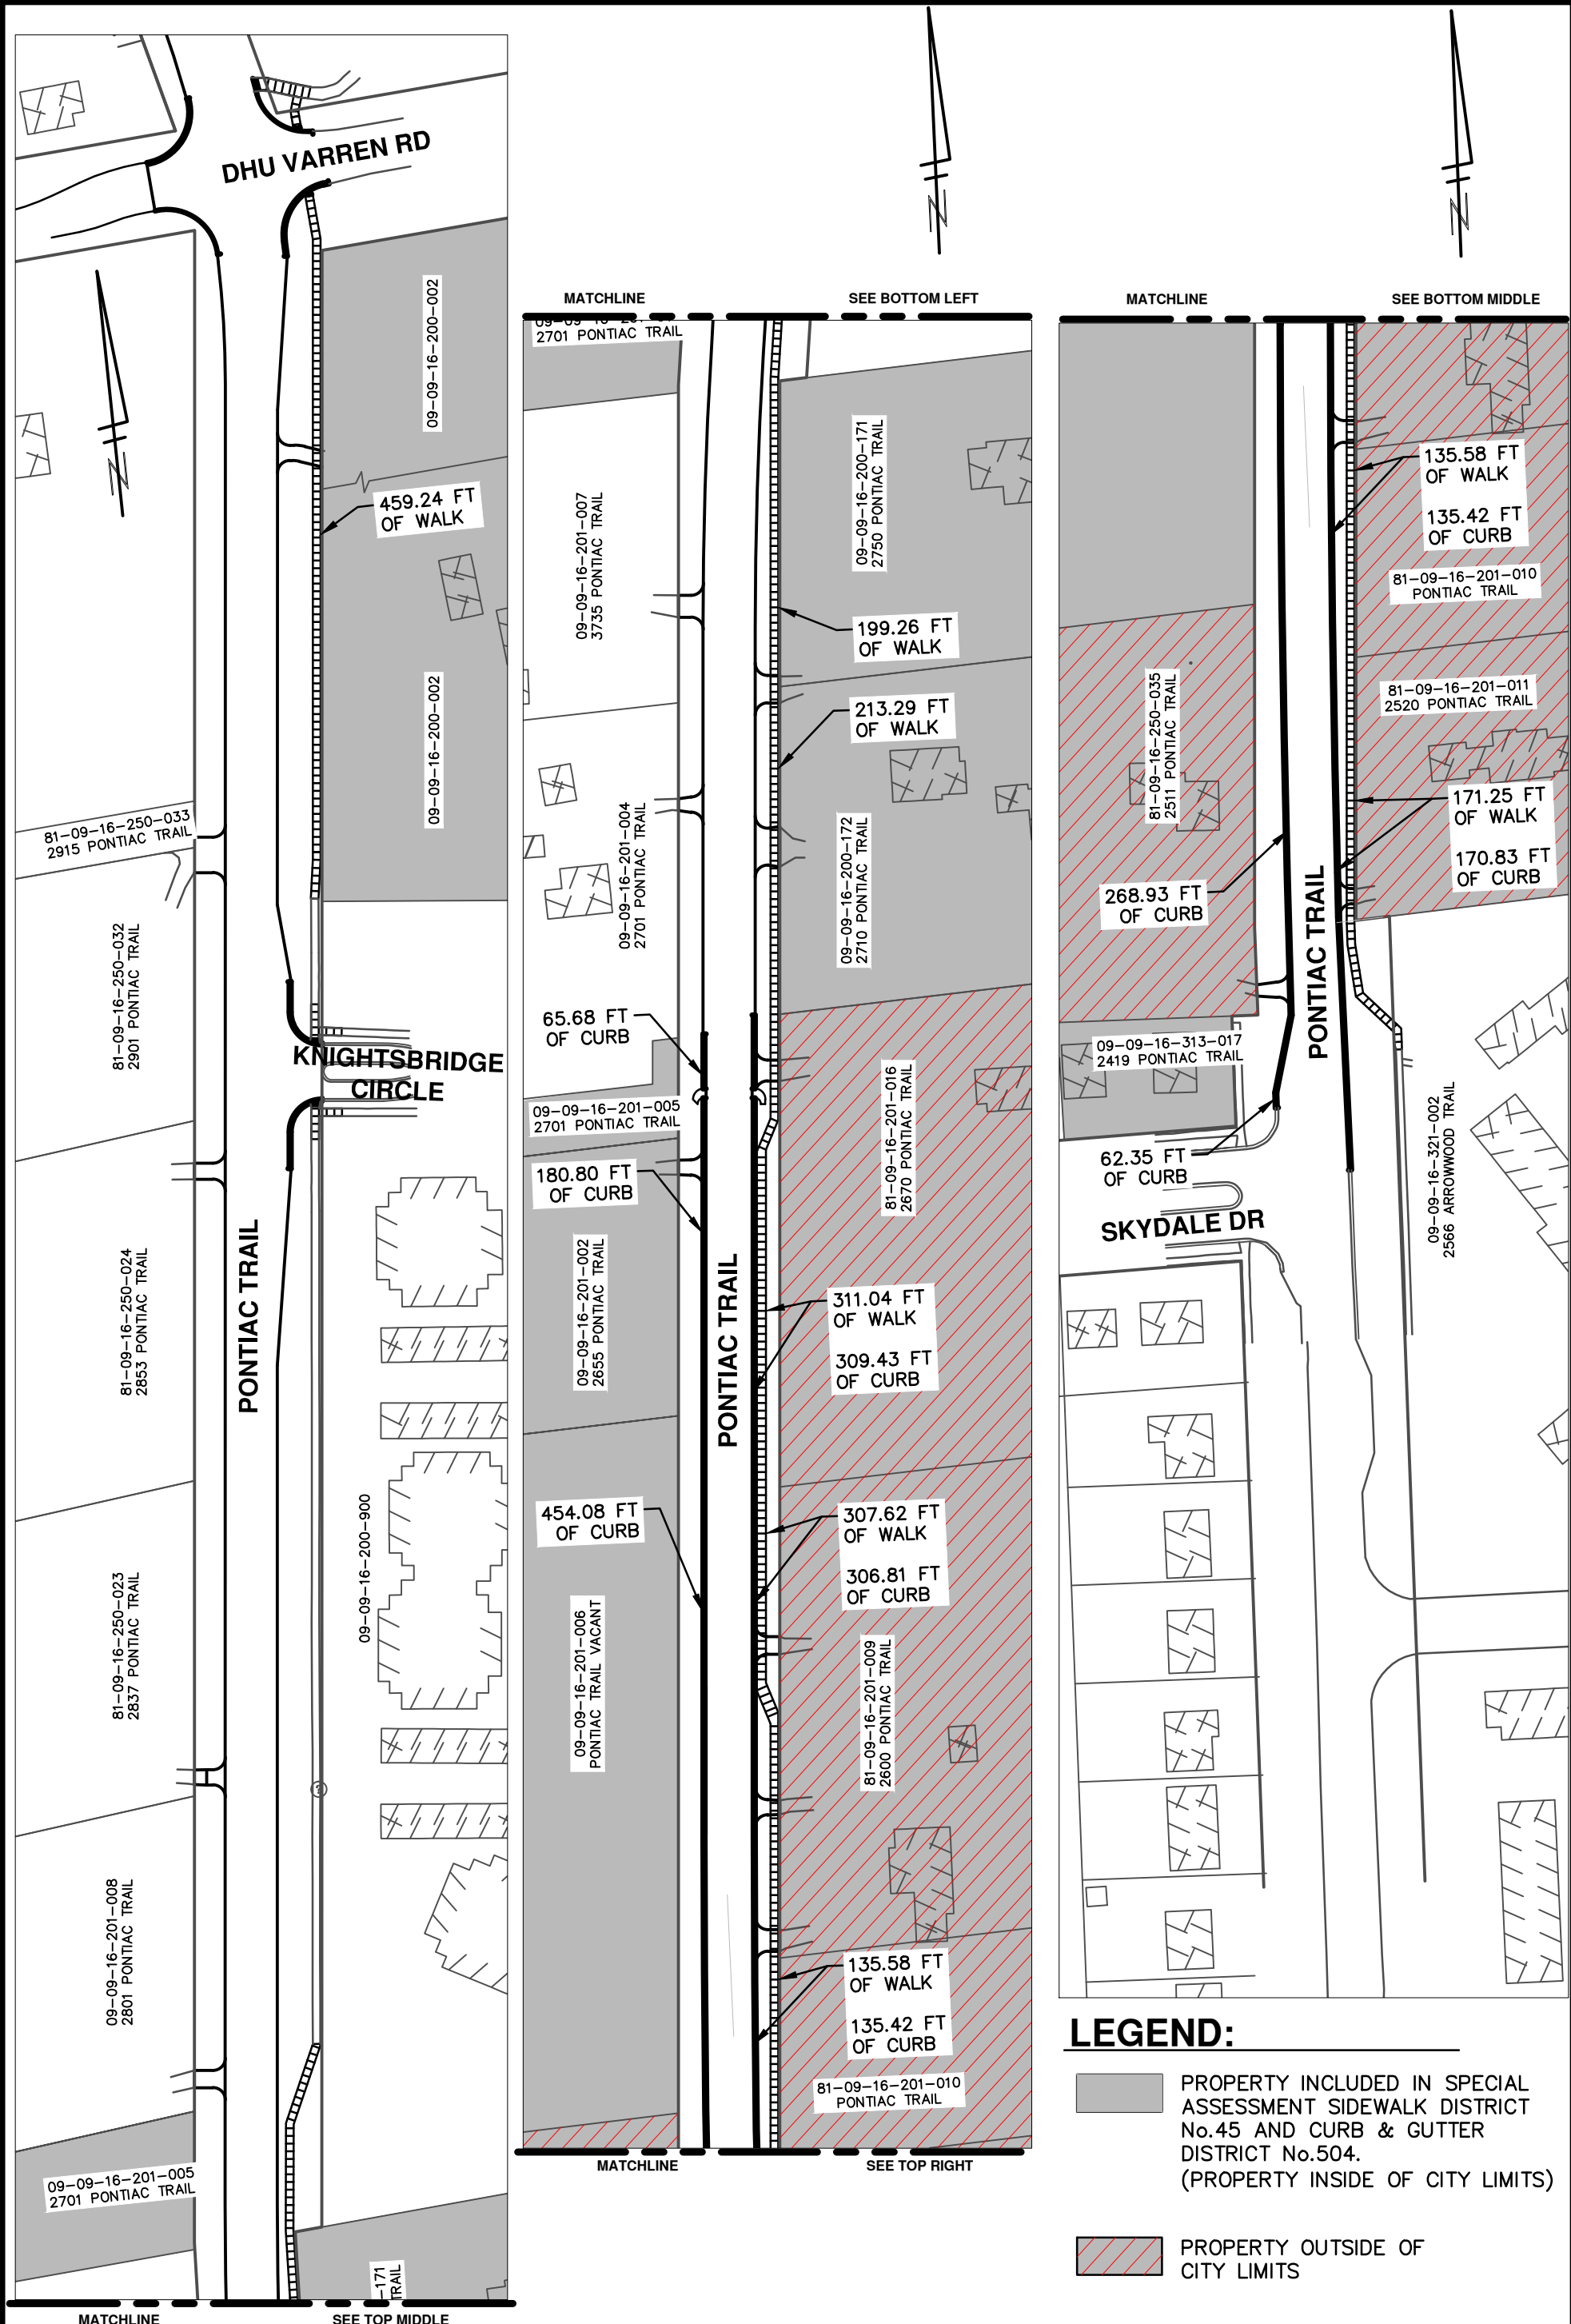 DHU VARREN RD
09-09-16-200-002
459.24 FT
OF WALK
09-09-16-200-002
81-09-16-250-033
2915 PONTIAC TRAIL
81-09-16-250-032
2901 PONTIAC TRAIL
KNIGHTSBRIDGE
CIRCLE
81-09-16-250-024
2853 PONTIAC TRAIL
PONTIAC TRAIL
09-09-16-200-900
81-09-16-250-023
2837 PONTIAC TRAIL
09-09-16-201-008
2801 PONTIAC TRAIL
09-09-16-201-005
2701 PONTIAC TRAIL
-171
TRAIL
MATCHLINE
SEE TOP MIDDLE
N
MATCHLINE
SEE BOTTOM LEFT
2701 PONTIAC TRAIL
09-09-16-201-007
3735 PONTIAC TRAIL
09-09-16-200-171
2750 PONTIAC TRAIL
199.26 FT
OF WALK
213.29 FT
OF WALK
09-09-16-201-004
2701 PONTIAC TRAIL
09-09-16-200-172
2710 PONTIAC TRAIL
65.68 FT
OF CURB
09-09-16-201-005
2701 PONTIAC TRAIL
180.80 FT
OF CURB
81-09-16-201-016
2670 PONTIAC TRAIL
09-09-16-201-002
2655 PONTIAC TRAIL
PONTIAC TRAIL
311.04 FT
OF WALK
309.43 FT
OF CURB
454.08 FT
OF CURB
307.62 FT
OF WALK
306.81 FT
OF CURB
09-09-16-201-006
PONTIAC TRAIL VACANT
81-09-16-201-009
2600 PONTIAC TRAIL
135.58 FT
OF WALK
135.42 FT
OF CURB
81-09-16-201-010
PONTIAC TRAIL
MATCHLINE
SEE TOP RIGHT
N
N
MATCHLINE
SEE BOTTOM MIDDLE
135.58 FT
OF WALK
135.42 FT
OF CURB
81-09-16-201-010
PONTIAC TRAIL
81-09-16-250-035
2511 PONTIAC TRAIL
81-09-16-201-011
2520 PONTIAC TRAIL
171.25 FT
OF WALK
170.83 FT
OF CURB
268.93 FT
OF CURB
PONTIAC TRAIL
09-09-16-313-017
2419 PONTIAC TRAIL
62.35 FT
OF CURB
SKYDALE DR
09-09-16-321-002
2566 ARROWWOOD TRAIL
LEGEND:
PROPERTY INCLUDED IN SPECIAL
ASSESSMENT SIDEWALK DISTRICT
No.45 AND CURB & GUTTER
DISTRICT No.504.
(PROPERTY INSIDE OF CITY LIMITS)
PROPERTY OUTSIDE OF
CITY LIMITS